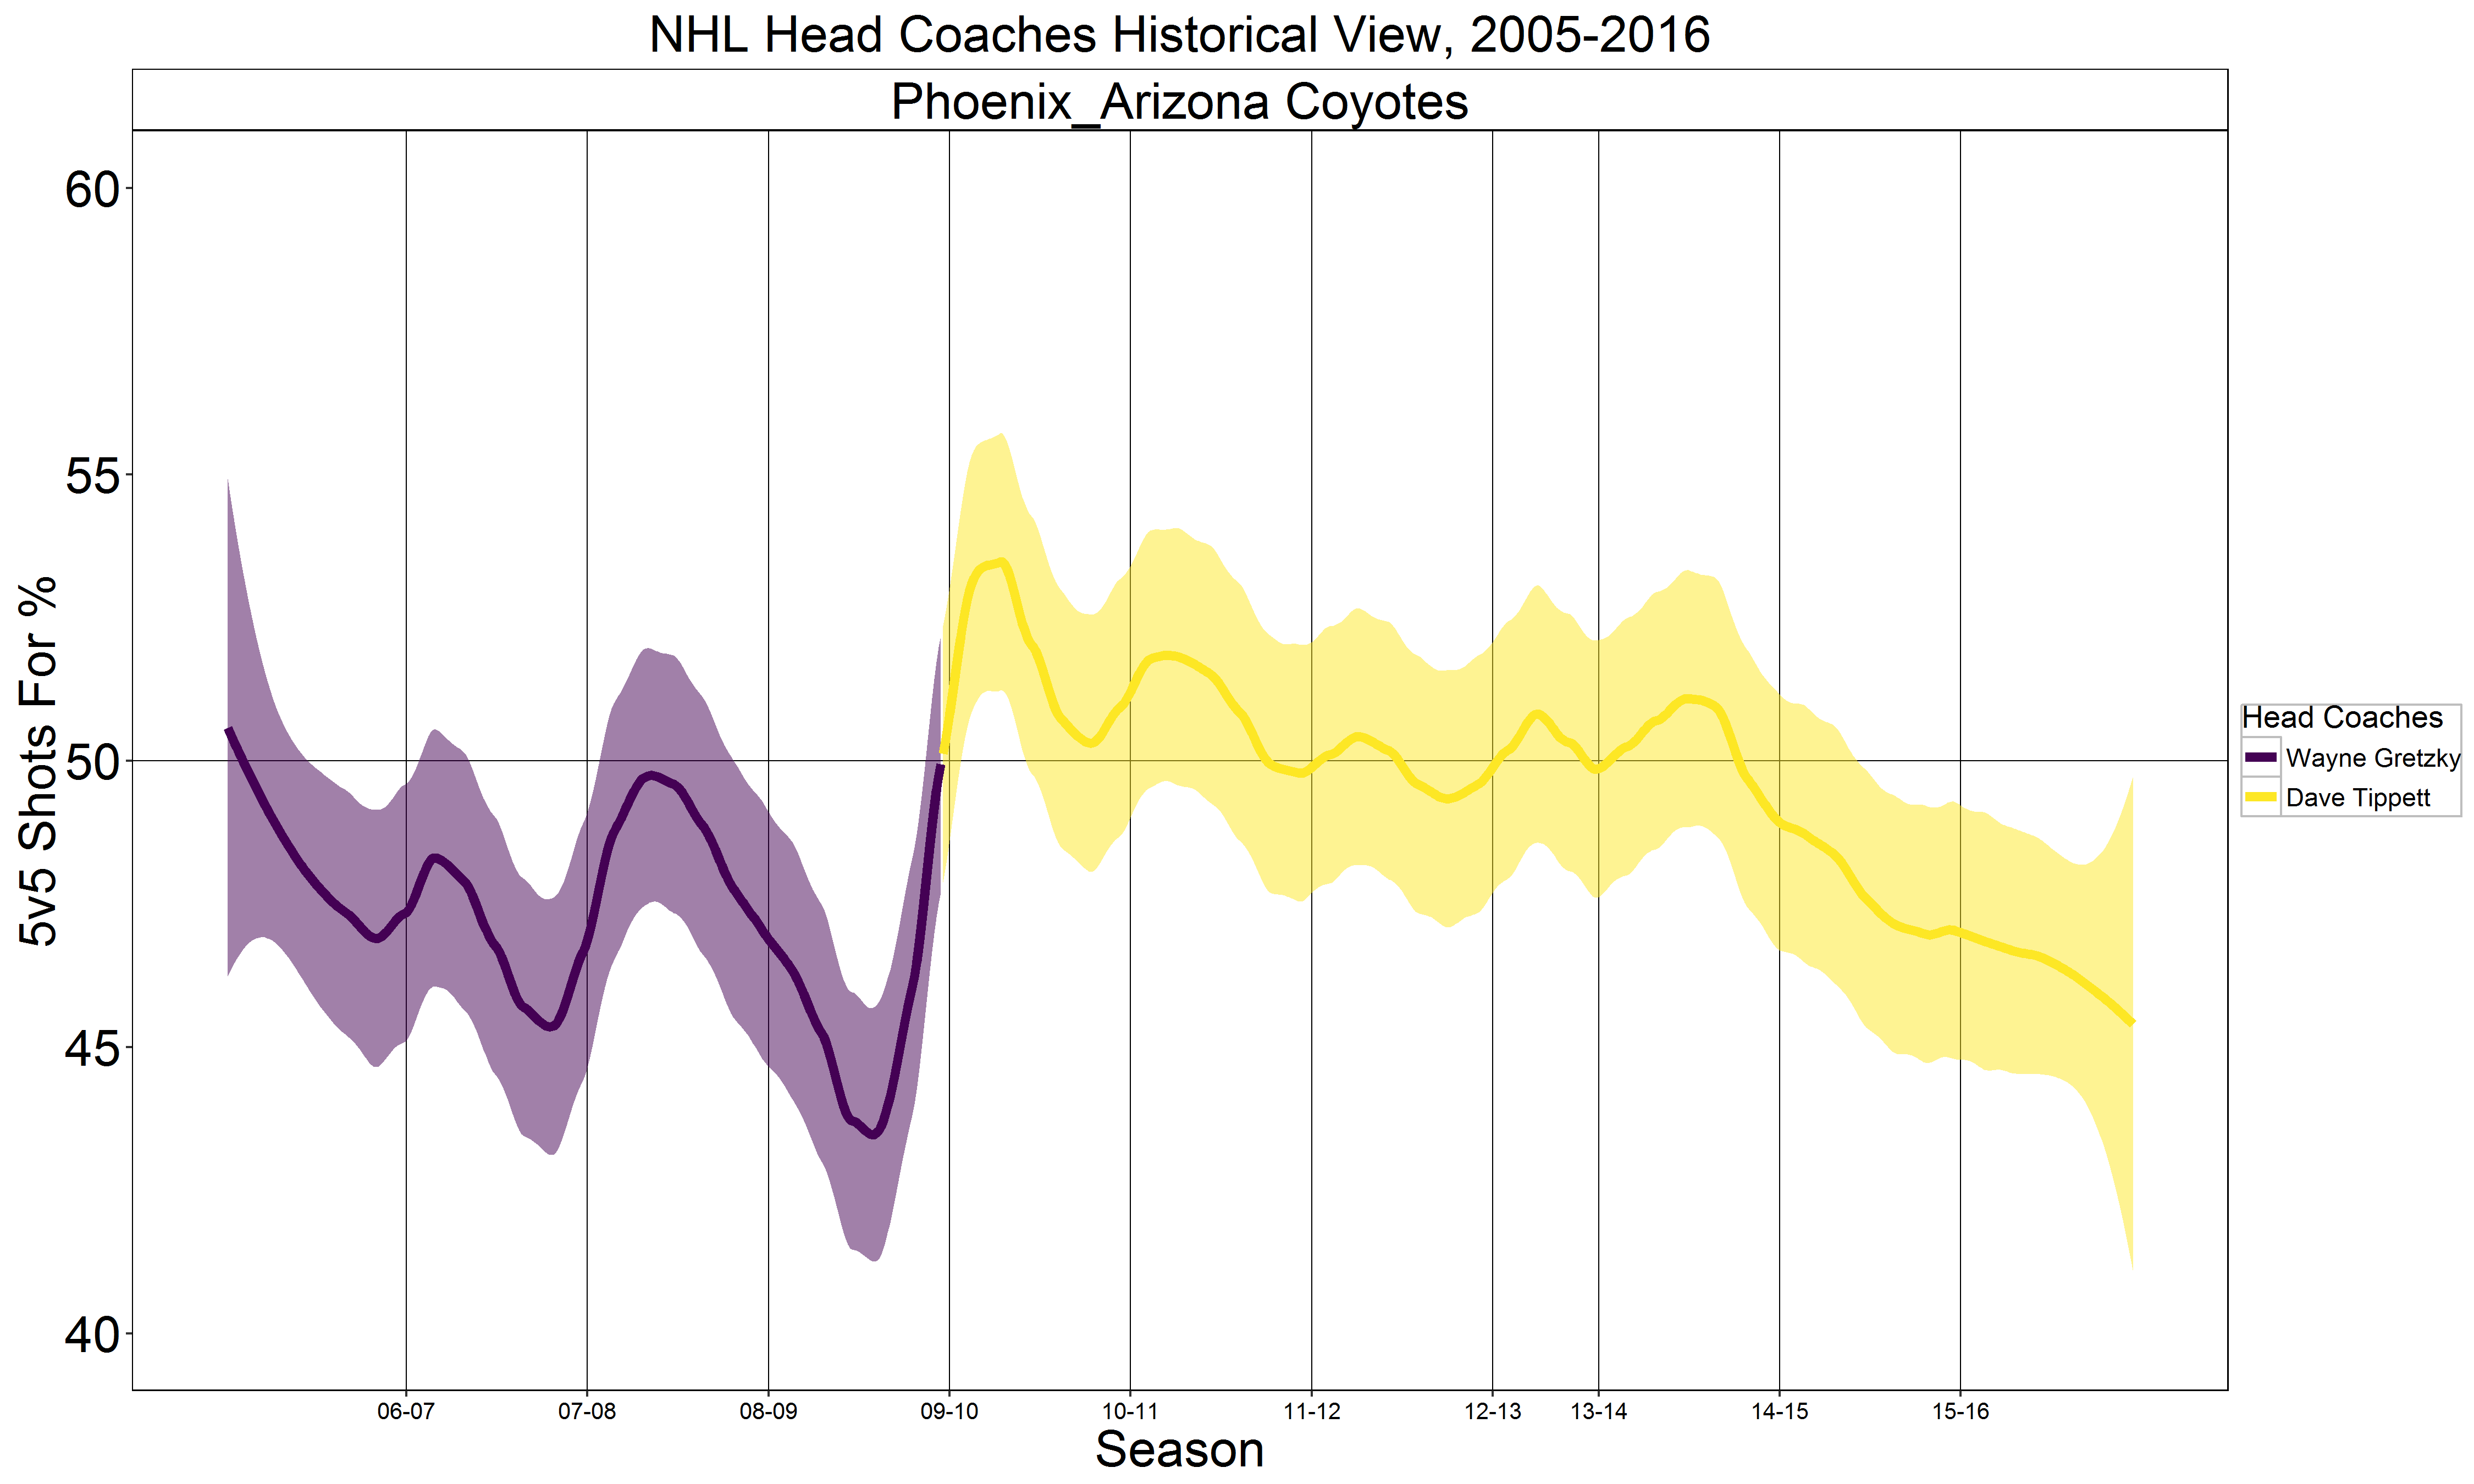 NHL Head Coaches Historical View, 2005-2016
Phoenix_Arizona Coyotes
5v5 Shots For %
60
55
50
45
40
06-07 07-08 08-09 09-10 10-11 11-12 12-13 13-14 14-15 15-16
Season
Head Coaches
Wayne Gretzky
Dave Tippett